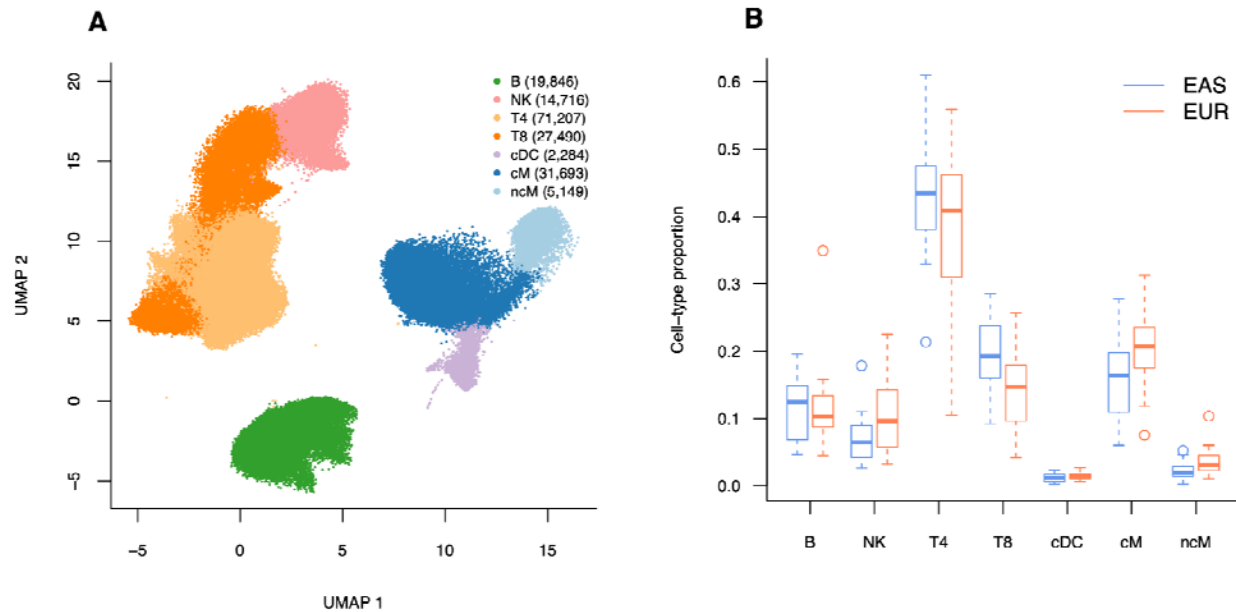 A
UMAP 2
20
15
10
5
0
−5
−5 0 5 10 15
UMAP 1
B (19,846)
NK (14,716)
T4 (71,207)
T8 (27,490)
cDC (2,284)
cM (31,693)
ncM (5,149)
B
Cell−type proportion
0.6
0.5
0.4
0.3
0.2
0.1
0.0
B NK T4 T8 cDC cM ncM
EAS
EUR